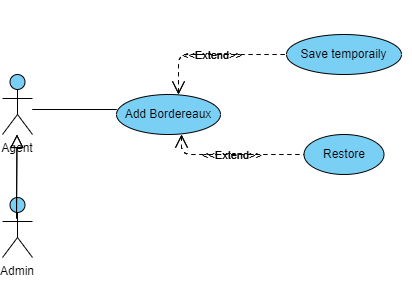 Save temporaily
<<Extend>>
Add Bordereaux
Agent
<<Extend>>
Restore
Admin